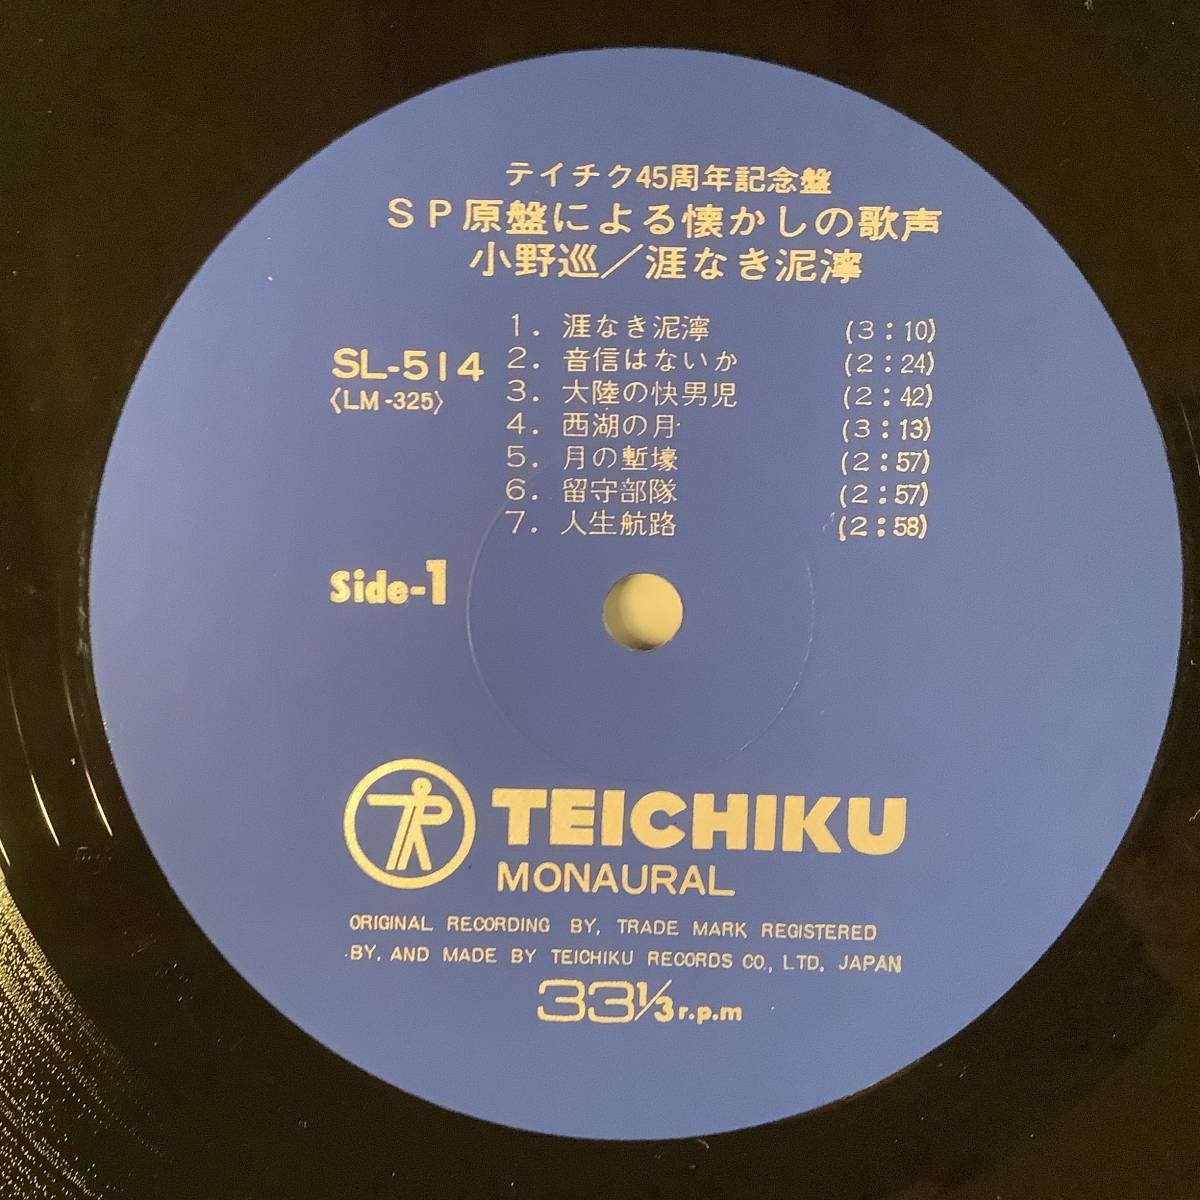 テイチク45周年記念盤
SP原盤による懐かしの歌声
小野巡／涯なき泥濘
SL-514
〈LM-325〉
1. 涯なき泥濘 (3:10)
2. 音信はないか (2:24)
3. 大陸の快男児 (2:42)
4. 西湖の月 (3:13)
5. 月の塹壕 (2:57)
6. 留守部隊 (2:57)
7. 人生航路 (2:58)
Side-1
TEICHIKU
MONAURAL
ORIGINAL RECORDING BY, TRADE MARK REGISTERED
BY, AND MADE BY TEICHIKU RECORDS CO., LTD. JAPAN
33 1/3 r.p.m